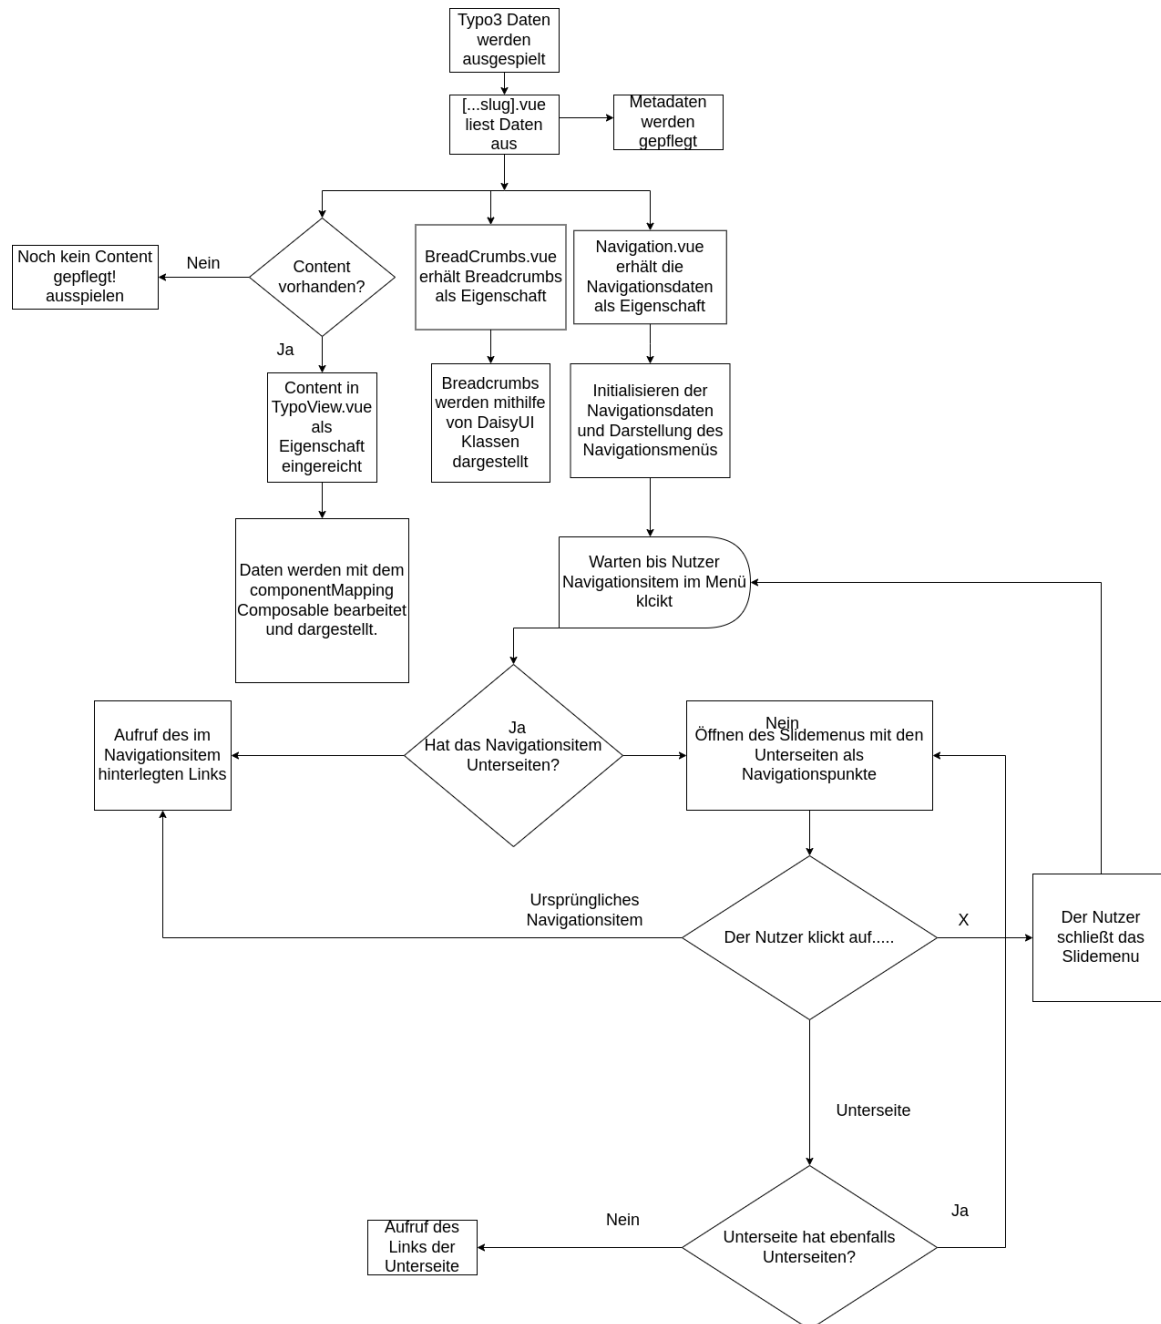 Typo3 Daten
werden
ausgespielt
[...slug].vue
liest Daten
aus
Metadaten
werden
gepflegt
Noch kein Content
gepflegt!
ausspielen
Nein
Content
vorhanden?
BreadCrumbs.vue
erhält Breadcrumbs
als Eigenschaft
Navigation.vue
erhält die
Navigationsdaten
als Eigenschaft
Ja
Content in
TypoView.vue
als
Eigenschaft
eingereicht
Breadcrumbs
werden mithilfe
von DaisyUI
Klassen
dargestellt
Initialisieren der
Navigationsdaten
und Darstellung des
Navigationsmenüs
Daten werden mit dem
componentMapping
Composable bearbeitet
und dargestellt.
Warten bis Nutzer
Navigationsitem im Menü
klcikt
Aufruf des im
Navigationsitem
hinterlegten Links
Ja
Hat das Navigationsitem
Unterseiten?
Nein
Öffnen des Slidemenus mit den
Unterseiten als
Navigationspunkte
Ursprüngliches
Navigationsitem
Der Nutzer klickt auf.....
X
Der Nutzer
schließt das
Slidemenu
Unterseite
Aufruf des
Links der
Unterseite
Nein
Unterseite hat ebenfalls
Unterseiten?
Ja